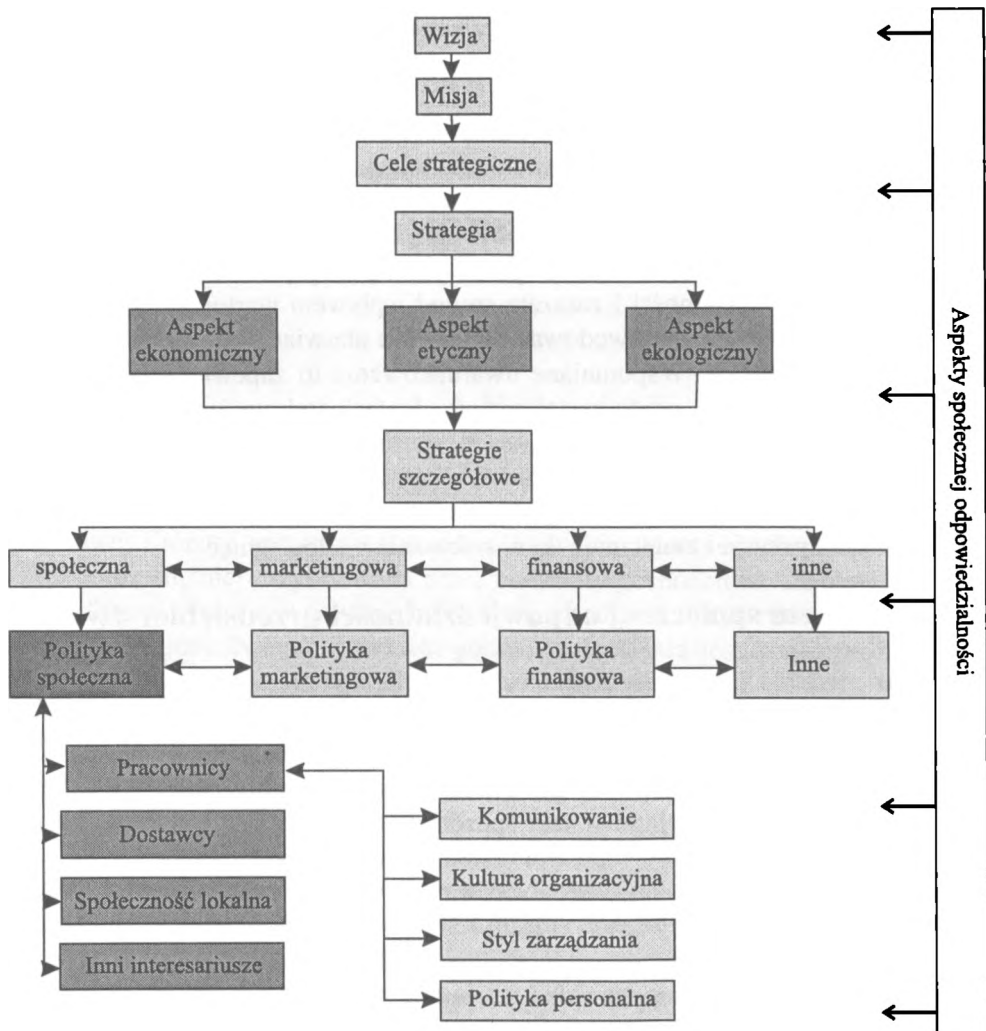 Wizja
Misja
Cele strategiczne
Strategia
Aspekt
ekonomiczny
Aspekt
etyczny
Aspekt
ekologiczny
Strategie
szczegółowe
społeczna
marketingowa
finansowa
inne
Polityka
społeczna
Polityka
marketingowa
Polityka
finansowa
Inne
Pracownicy
Dostawcy
Społeczność lokalna
Inni interesariusze
Komunikowanie
Kultura organizacyjna
Styl zarządzania
Polityka personalna
Aspekty społecznej odpowiedzialności